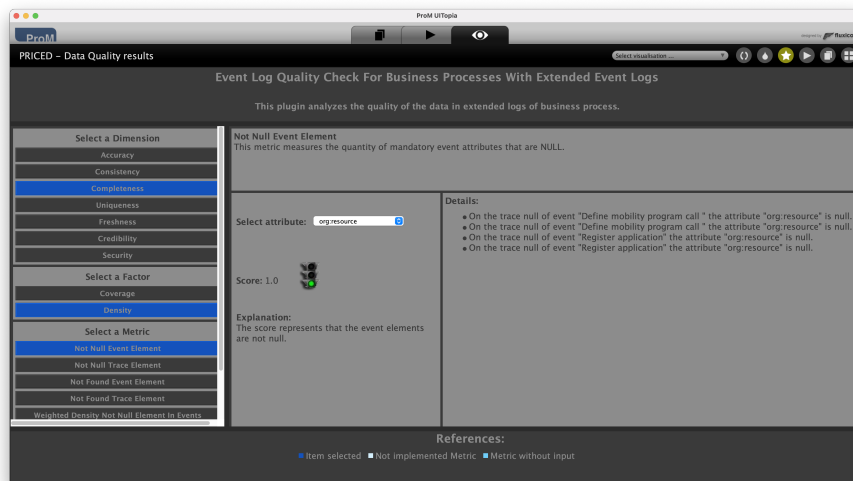 ProM UITopia
ProM
PRICED - Data Quality results
Select visualisation ...
Event Log Quality Check For Business Processes With Extended Event Logs
This plugin analyzes the quality of the data in extended logs of business process.
Select a Dimension
Accuracy
Consistency
Completeness
Uniqueness
Freshness
Credibility
Security
Select a Factor
Coverage
Density
Select a Metric
Not Null Event Element
Not Null Trace Element
Not Found Event Element
Not Found Trace Element
Weighted Density Not Null Element In Events
Not Null Event Element
This metric measures the quantity of mandatory event attributes that are NULL.
Select attribute: org:resource
Score: 1.0
Explanation:
The score represents that the event elements
are not null.
Details:
• On the trace null of event "Define mobility program call " the attribute "org:resource" is null.
• On the trace null of event "Define mobility program call " the attribute "org:resource" is null.
• On the trace null of event "Register application" the attribute "org:resource" is null.
• On the trace null of event "Register application" the attribute "org:resource" is null.
References:
Item selected Not implemented Metric Metric without input